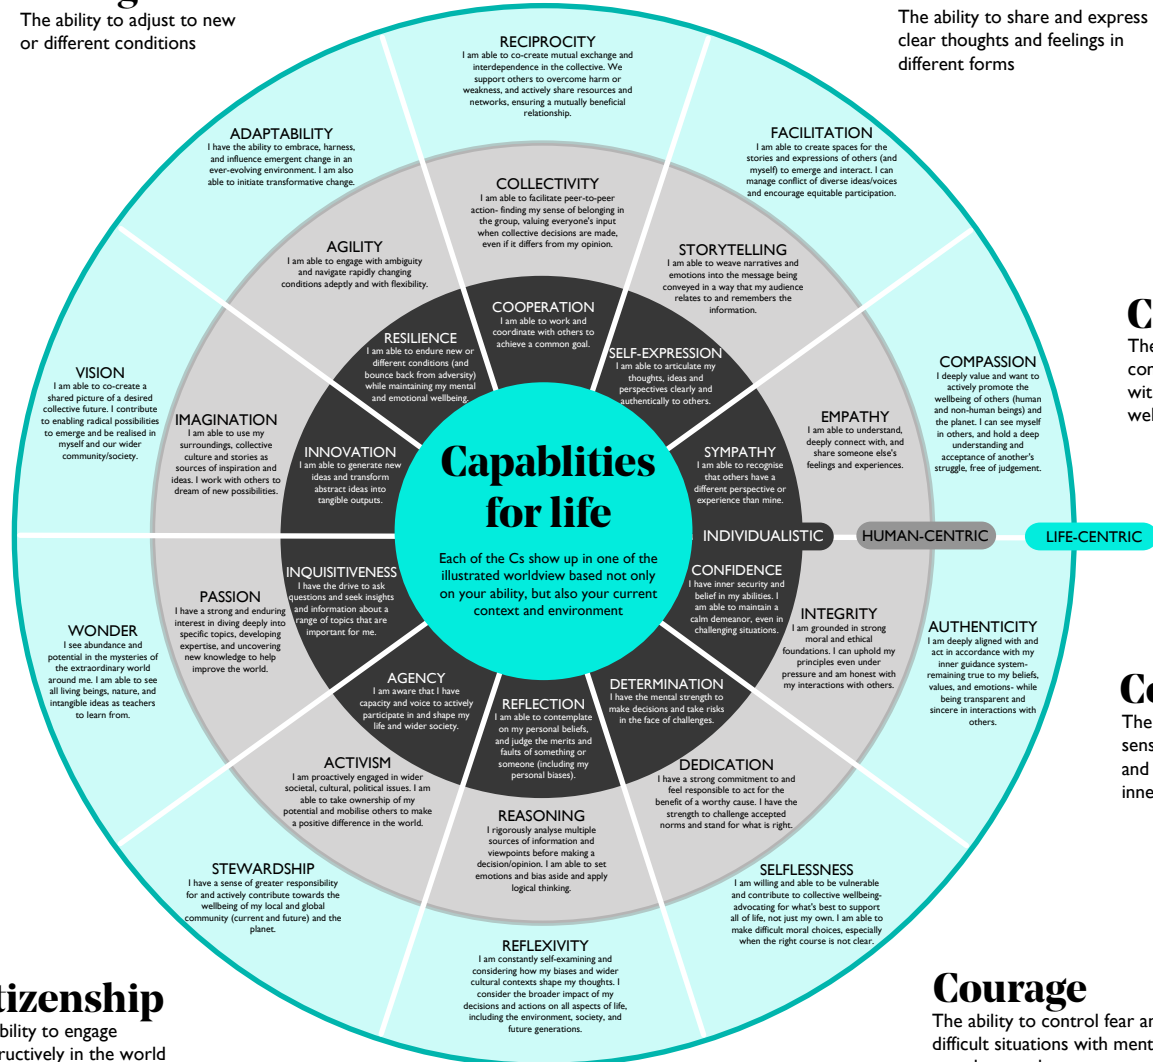 The ability to adjust to new
or different conditions
The ability to share and express
clear thoughts and feelings in
different forms
RECIPROCITY
I am able to co-create mutual exchange and
interdependence in the collective. We
support others to overcome harm or
weakness, and actively share resources and
networks, ensuring a mutually beneficial
relationship.
ADAPTABILITY
I have the ability to embrace, harness,
and influence emergent change in an
ever-evolving environment. I am also
able to initiate transformative change.
FACILITATION
I am able to create spaces for the
stories and expressions of others (and
myself) to emerge and interact. I can
manage conflict of diverse ideas/voices
and encourage equitable participation.
COLLECTIVITY
I am able to facilitate peer-to-peer
action- finding my sense of belonging in
the group, valuing everyone's input
when collective decisions are made,
even if it differs from my opinion.
AGILITY
I am able to engage with ambiguity
and navigate rapidly changing
conditions adeptly and with flexibility.
STORYTELLING
I am able to weave narratives and
emotions into the message being
conveyed in a way that my audience
relates to and remembers the
information.
COOPERATION
I am able to work and
coordinate with others to
achieve a common goal.
RESILIENCE
I am able to endure new or
different conditions (and
bounce back from adversity)
while maintaining my mental
and emotional wellbeing.
SELF-EXPRESSION
I am able to articulate my
thoughts, ideas and
perspectives clearly and
authentically to others.
C
The
con
wit
wel
VISION
I am able to co-create a
shared picture of a desired
collective future. I contribute
to enabling radical possibilities
to emerge and be realised in
myself and our wider
community/society.
IMAGINATION
I am able to use my
surroundings, collective
culture and stories as
sources of inspiration and
ideas. I work with others to
dream of new possibilities.
INNOVATION
I am able to generate new
ideas and transform
abstract ideas into
tangible outputs.
Capablities
for life
Each of the Cs show up in one of the
illustrated worldview based not only
on your ability, but also your current
context and environment
SYMPATHY
I am able to recognise
that others have a
different perspective or
experience than mine.
EMPATHY
I am able to understand,
deeply connect with, and
share someone else's
feelings and experiences.
COMPASSION
I deeply value and want to
actively promote the
wellbeing of others (human
and non-human beings) and
the planet. I can see myself
in others, and hold a deep
understanding and
acceptance of another's
struggle, free of judgement.
INDIVIDUALISTIC
HUMAN-CENTRIC
LIFE-CENTRIC
INQUISITIVENESS
I have the drive to ask
questions and seek insights
and information about a
range of topics that are
important for me.
PASSION
I have a strong and enduring
interest in diving deeply into
specific topics, developing
expertise, and uncovering
new knowledge to help
improve the world.
WONDER
I see abundance and
potential in the mysteries of
the extraordinary world
around me. I am able to see
all living beings, nature, and
intangible ideas as teachers
to learn from.
CONFIDENCE
I have inner security and
belief in my abilities. I
am able to maintain a
calm demeanor, even in
challenging situations.
INTEGRITY
I am grounded in strong
moral and ethical
foundations. I can uphold my
principles even under
pressure and am honest with
my interactions with others.
AUTHENTICITY
I am deeply aligned with and
act in accordance with my
inner guidance system-
remaining true to my beliefs,
values, and emotions- while
being transparent and
sincere in interactions with
others.
Co
The
sens
and
inne
AGENCY
I am aware that I have
capacity and voice to actively
participate in and shape my
life and wider society.
REFLECTION
I am able to contemplate
on my personal beliefs,
and judge the merits and
faults of something or
someone (including my
personal biases).
DETERMINATION
I have the mental strength to
make decisions and take risks
in the face of challenges.
ACTIVISM
I am proactively engaged in wider
societal, cultural, political issues. I am
able to take ownership of my
potential and mobilise others to make
a positive difference in the world.
REASONING
I rigorously analyse multiple
sources of information and
viewpoints before making a
decision/opinion. I am able to set
emotions and bias aside and apply
logical thinking.
DEDICATION
I have a strong commitment to and
feel responsible to act for the
benefit of a worthy cause. I have the
strength to challenge accepted
norms and stand for what is right.
STEWARDSHIP
I have a sense of greater responsibility
for and actively contribute towards the
wellbeing of my local and global
community (current and future) and the
planet.
REFLEXIVITY
I am constantly self-examining and
considering how my biases and wider
cultural contexts shape my thoughts. I
consider the broader impact of my
decisions and actions on all aspects of life,
including the environment, society, and
future generations.
SELFLESSNESS
I am willing and able to be vulnerable
and contribute to collective wellbeing-
advocating for what's best to support
all of life, not just my own. I am able to
make difficult moral choices, especially
when the right course is not clear.
tizenship
bility to engage
tructively in the world
Courage
The ability to control fear an
difficult situations with ment